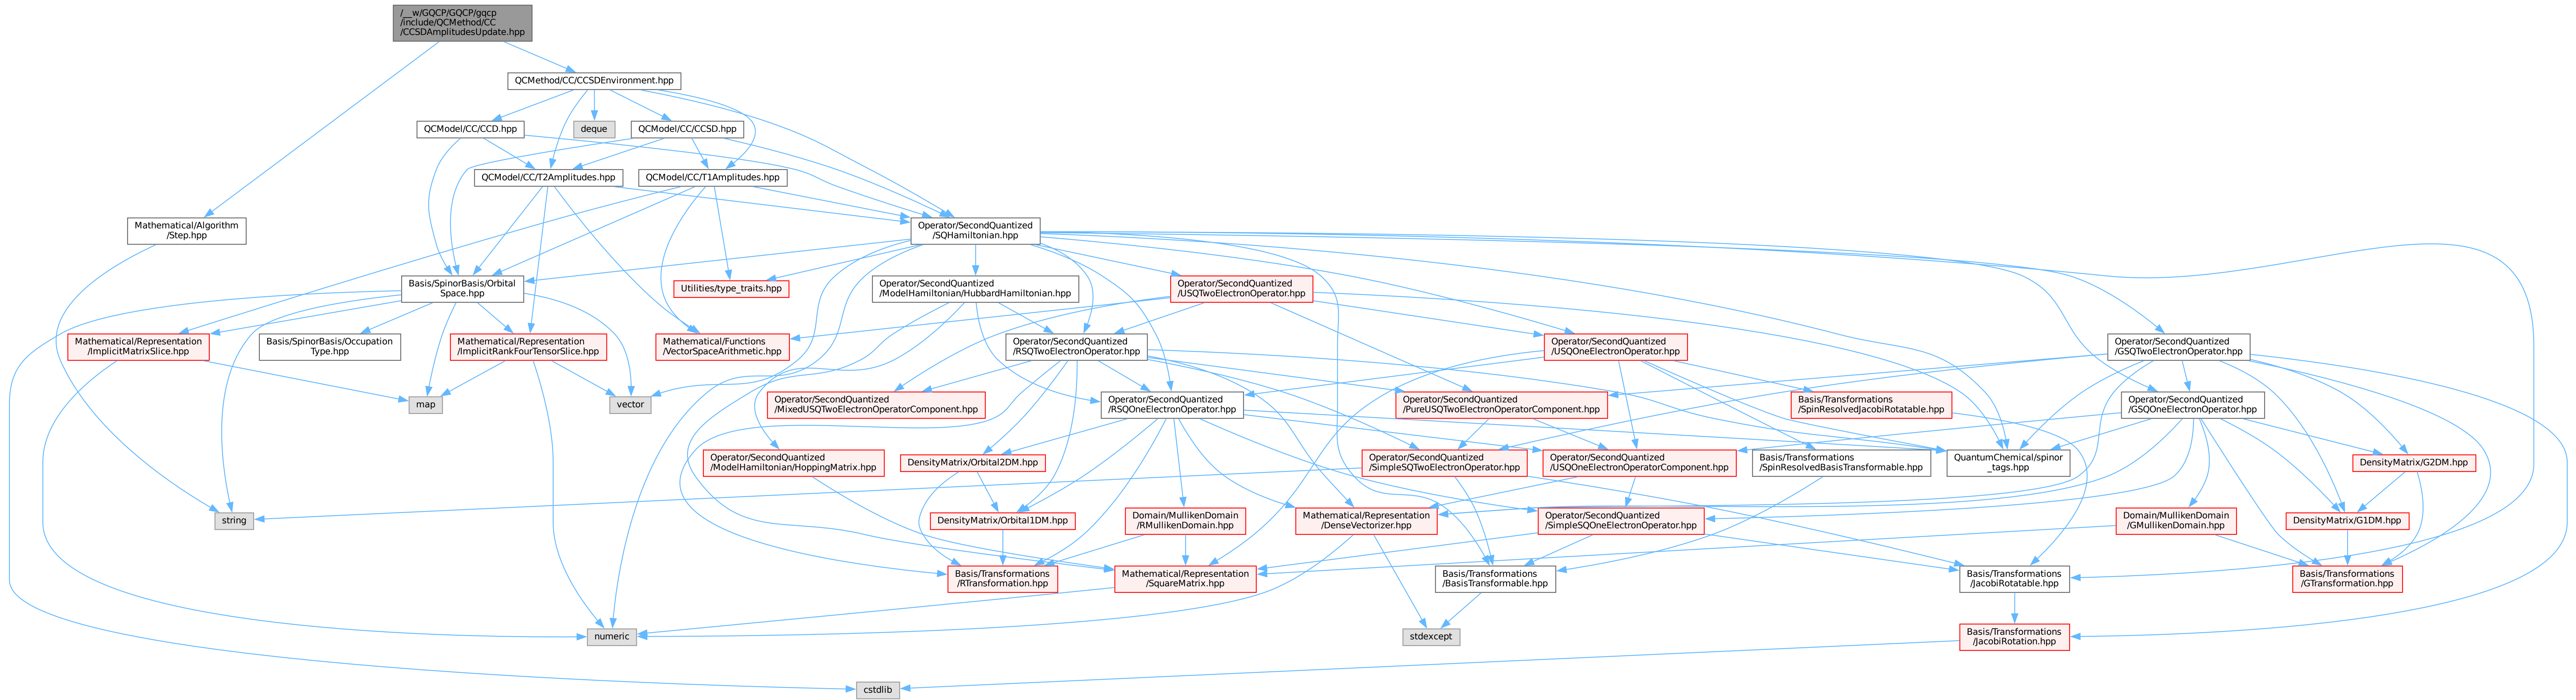 /__w/GQCP/GQCP/gqcp
/include/QCMethod/CC
/CCSDAmplitudesUpdate.hpp
QCMethod/CC/CCSDEnvironment.hpp
QCModel/CC/CCD.hpp
deque
QCModel/CC/CCSD.hpp
QCModel/CC/T2Amplitudes.hpp
QCModel/CC/T1Amplitudes.hpp
Mathematical/Algorithm
/Step.hpp
Operator/SecondQuantized
/SQHamiltonian.hpp
Basis/SpinorBasis/Orbital
Space.hpp
Utilities/type_traits.hpp
Operator/SecondQuantized
/ModelHamiltonian/HubbardHamiltonian.hpp
Operator/SecondQuantized
/USQTwoElectronOperator.hpp
Mathematical/Representation
/ImplicitMatrixSlice.hpp
Basis/SpinorBasis/Occupation
Type.hpp
Mathematical/Representation
/ImplicitRankFourTensorSlice.hpp
Mathematical/Functions
/VectorSpaceArithmetic.hpp
Operator/SecondQuantized
/RSQTwoElectronOperator.hpp
Operator/SecondQuantized
/USQOneElectronOperator.hpp
Operator/SecondQuantized
/GSQTwoElectronOperator.hpp
map
vector
Operator/SecondQuantized
/MixedUSQTwoElectronOperatorComponent.hpp
Operator/SecondQuantized
/RSQOneElectronOperator.hpp
Operator/SecondQuantized
/PureUSQTwoElectronOperatorComponent.hpp
Basis/Transformations
/SpinResolvedJacobiRotatable.hpp
Operator/SecondQuantized
/GSQOneElectronOperator.hpp
Operator/SecondQuantized
/ModelHamiltonian/HoppingMatrix.hpp
DensityMatrix/Orbital2DM.hpp
Operator/SecondQuantized
/SimpleSQTwoElectronOperator.hpp
Operator/SecondQuantized
/USQOneElectronOperatorComponent.hpp
Basis/Transformations
/SpinResolvedBasisTransformable.hpp
QuantumChemical/spinor
_tags.hpp
DensityMatrix/G2DM.hpp
string
DensityMatrix/Orbital1DM.hpp
Domain/MullikenDomain
/RMullikenDomain.hpp
Mathematical/Representation
/DenseVectorizer.hpp
Operator/SecondQuantized
/SimpleSQOneElectronOperator.hpp
Domain/MullikenDomain
/GMullikenDomain.hpp
DensityMatrix/G1DM.hpp
Basis/Transformations
/RTransformation.hpp
Mathematical/Representation
/SquareMatrix.hpp
Basis/Transformations
/BasisTransformable.hpp
Basis/Transformations
/JacobiRotatable.hpp
Basis/Transformations
/GTransformation.hpp
numeric
stdexcept
Basis/Transformations
/JacobiRotation.hpp
cstdlib